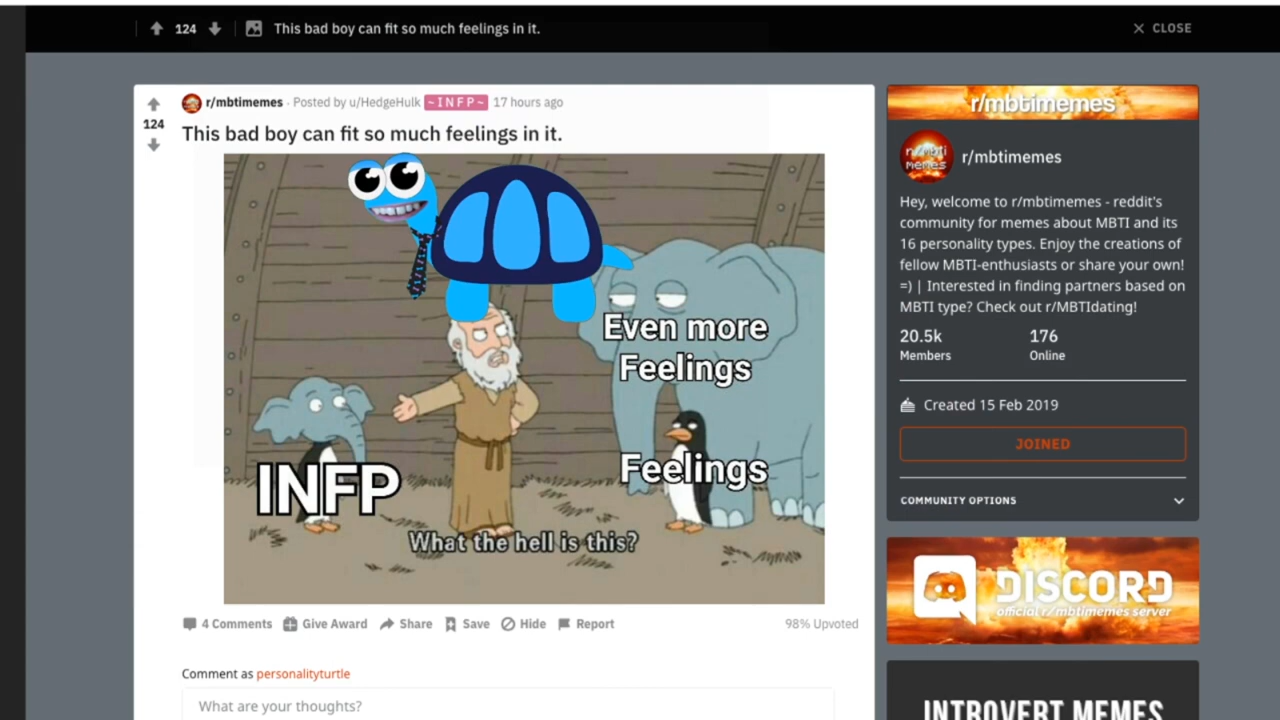 124
This bad boy can fit so much feelings in it.
CLOSE
r/mbtimemes · Posted by u/HedgeHulk ~INFP~ 17 hours ago
124
This bad boy can fit so much feelings in it.
Even more
Feelings
INFP
Feelings
What the hell is this?
4 Comments Give Award Share Save Hide Report 98% Upvoted
Comment as personalityturtle
What are your thoughts?
r/mbtimemes
r/mbti
memes
r/mbtimemes
Hey, welcome to r/mbtimemes - reddit's
community for memes about MBTI and its
16 personality types. Enjoy the creations of
fellow MBTI-enthusiasts or share your own!
=) | Interested in finding partners based on
MBTI type? Check out r/MBTIdating!
20.5k 176
Members Online
Created 15 Feb 2019
JOINED
COMMUNITY OPTIONS
DISCORD
official r/mbtimemes server
INTROVERT MEMES